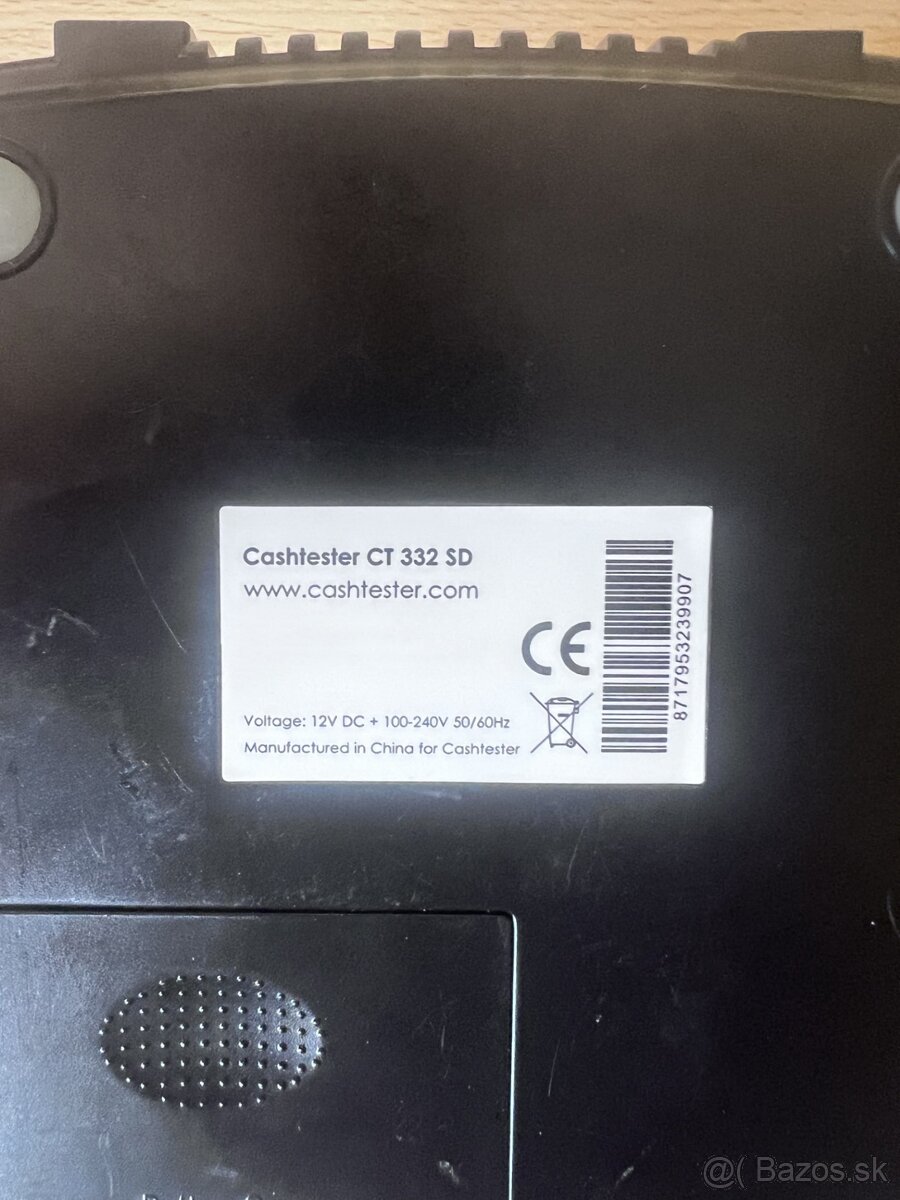 Cashtester CT 332 SD
www.cashtester.com
CE
8717953239907
Voltage: 12V DC + 100-240V 50/60Hz
Manufactured in China for Cashtester
@( Bazos.sk